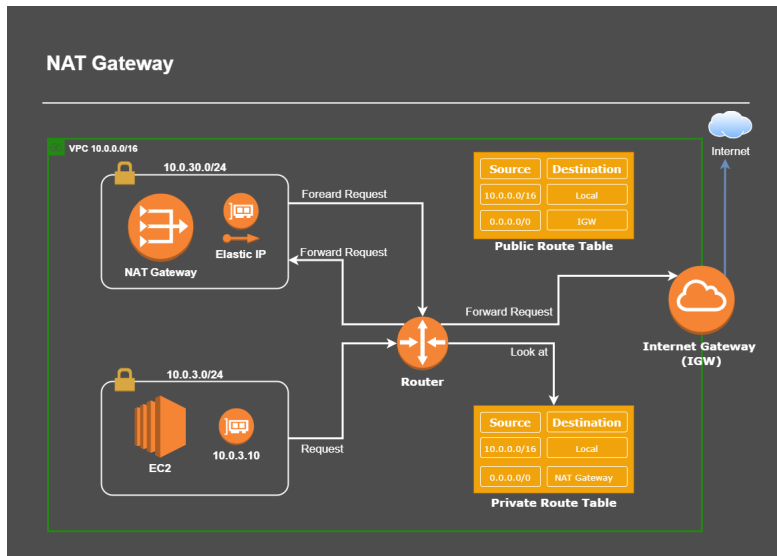 NAT Gateway
Internet
VPC 10.0.0.0/16
10.0.30.0/24
NAT Gateway
Elastic IP
Foreard Request
Forward Request
Source Destination
10.0.0.0/16 Local
0.0.0.0/0 IGW
Public Route Table
Forward Request
Internet Gateway
(IGW)
Router
Look at
10.0.3.0/24
EC2
10.0.3.10
Request
Source Destination
10.0.0.0/16 Local
0.0.0.0/0 NAT Gateway
Private Route Table